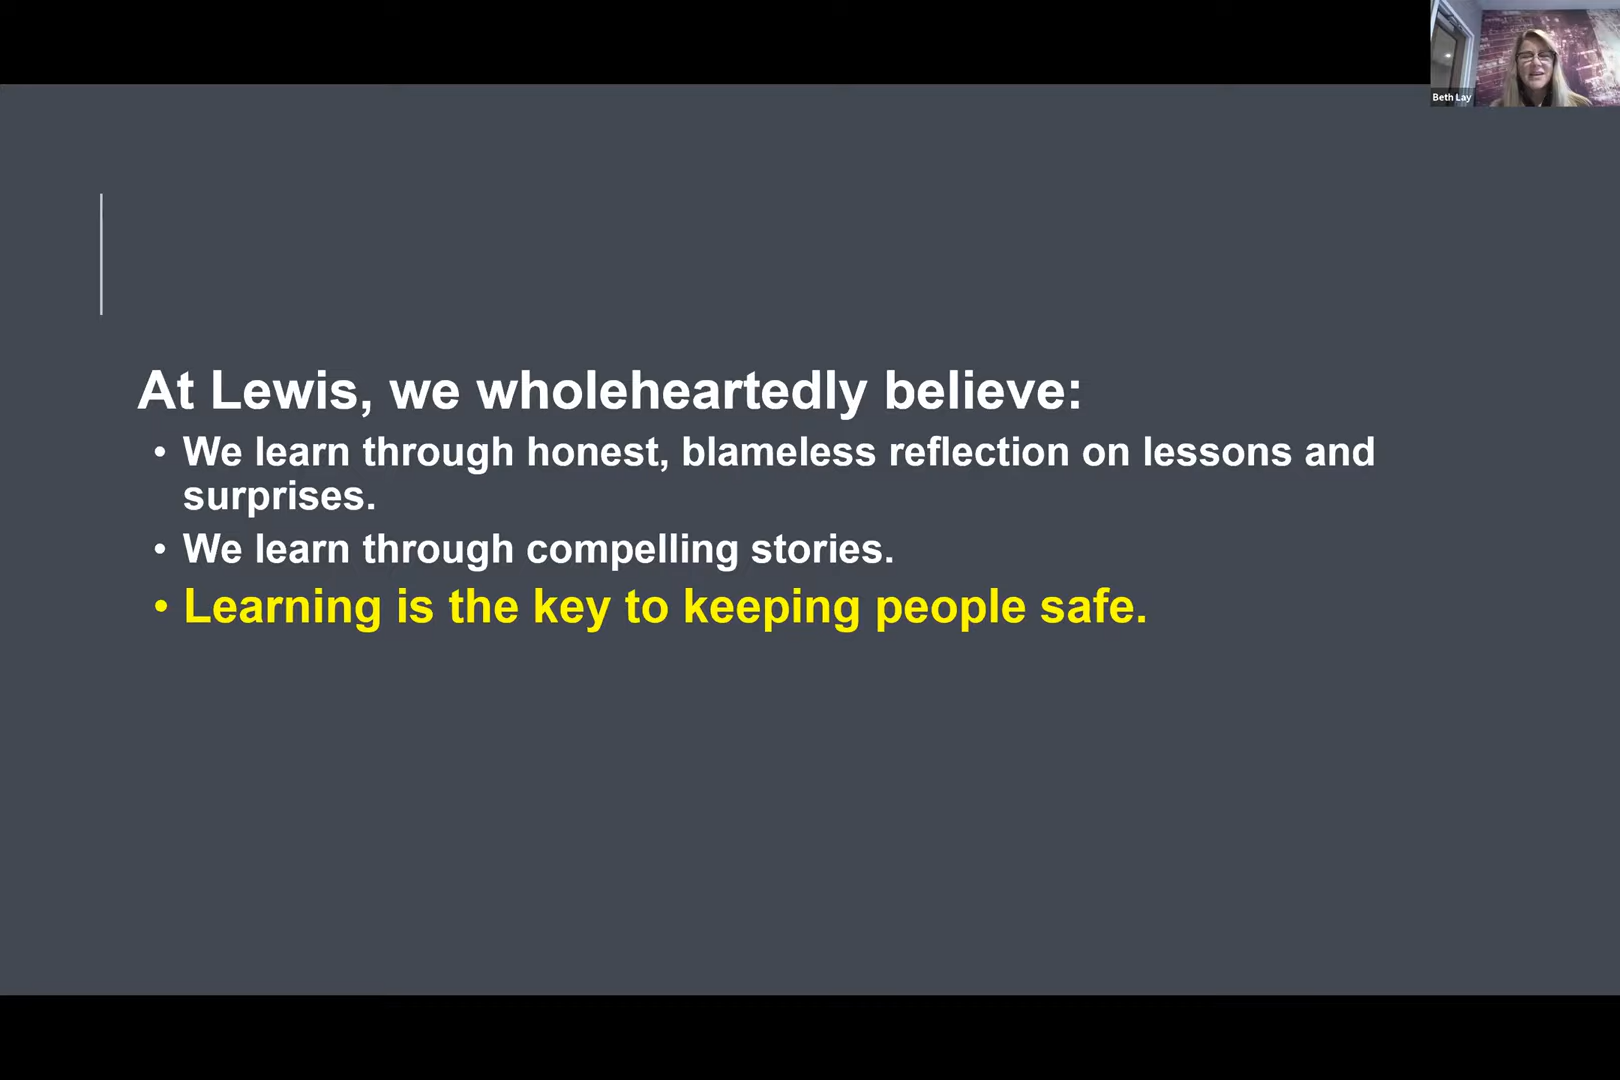 Beth Lay
At Lewis, we wholeheartedly believe:
• We learn through honest, blameless reflection on lessons and
surprises.
• We learn through compelling stories.
• Learning is the key to keeping people safe.